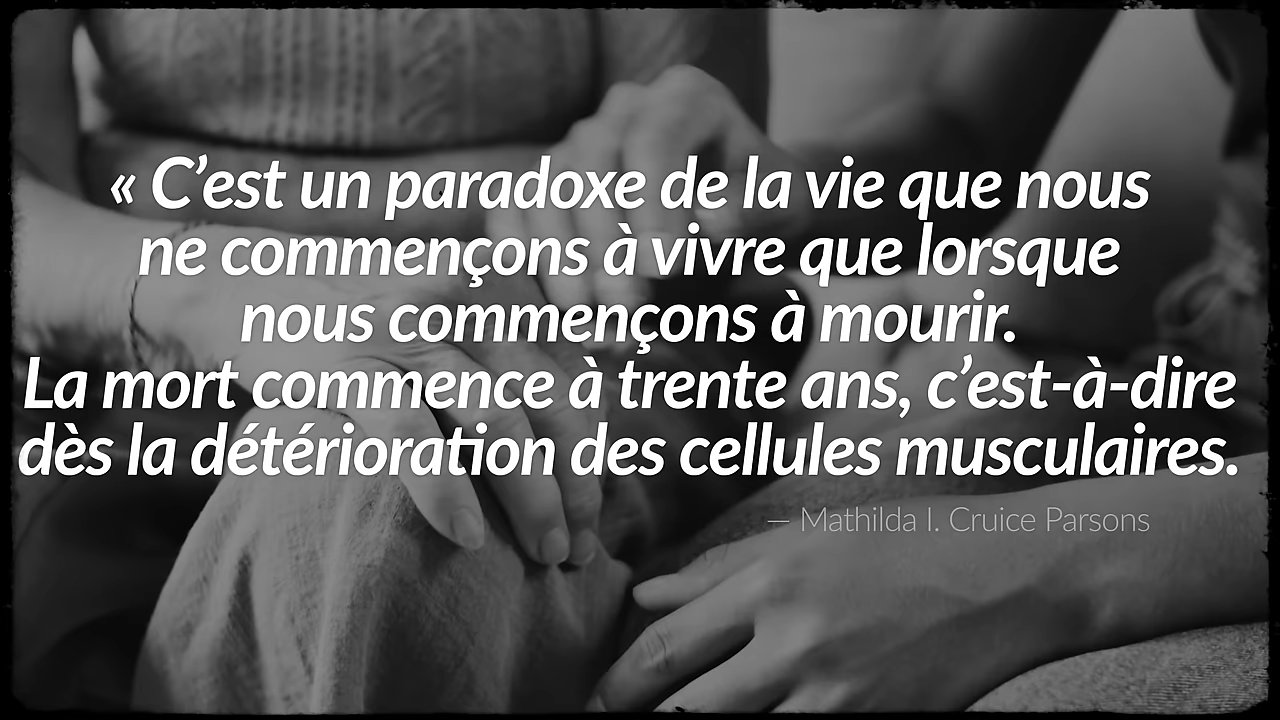 « C’est un paradoxe de la vie que nous
ne commençons à vivre que lorsque
nous commençons à mourir.
La mort commence à trente ans, c’est-à-dire
dès la détérioration des cellules musculaires.
— Mathilda I. Cruice Parsons